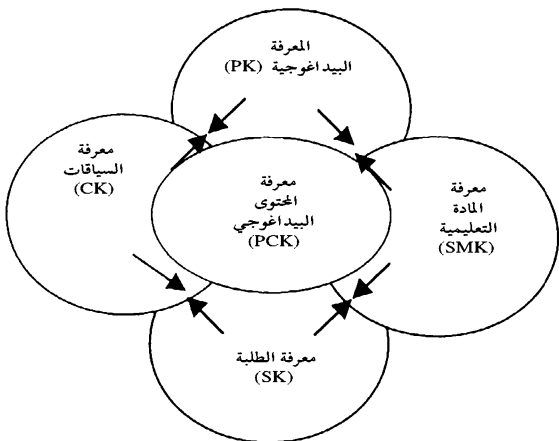 المعرفة
البيداغوجية (PK)
معرفة
السياقات
(CK)
معرفة
المحتوى
البيداغوجي
(PCK)
معرفة
المادة
التعليمية
(SMK)
معرفة الطلبة
(SK)